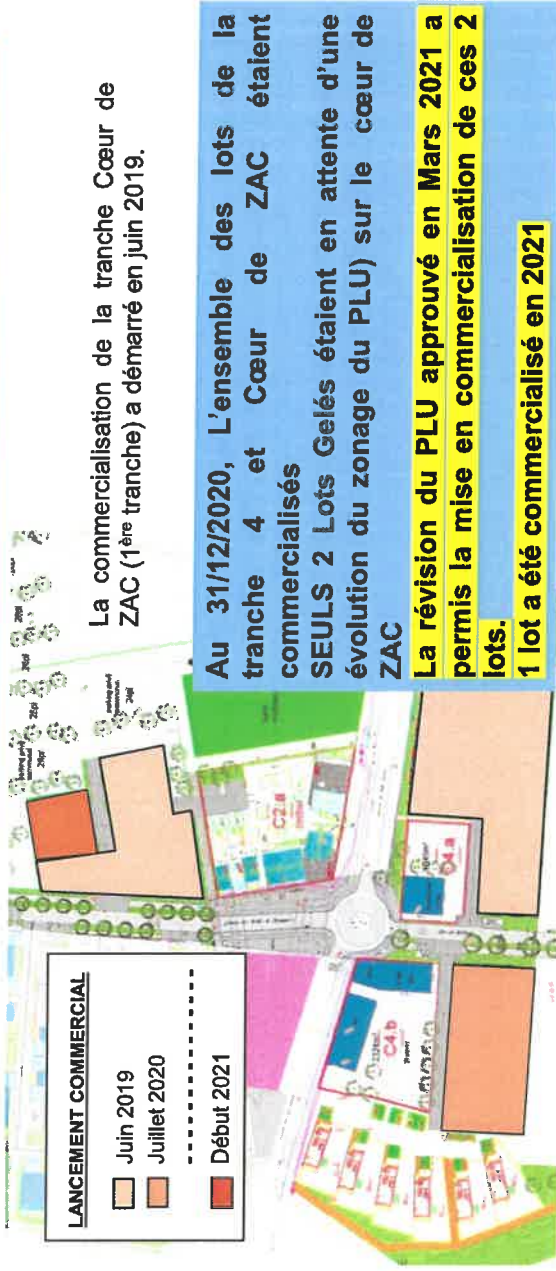 LANCEMENT COMMERCIAL
Juin 2019
Juillet 2020
Début 2021
C2.a
C4.b
C4.a
La commercialisation de la tranche Cœur de
ZAC (1ère tranche) a démarré en juin 2019.
Au 31/12/2020, L'ensemble des lots de la
tranche 4 et Cœur de ZAC étaient
commercialisés
SEULS 2 Lots Gelés étaient en attente d'une
évolution du zonage du PLU) sur le cœur de
ZAC
La révision du PLU approuvé en Mars 2021 a
permis la mise en commercialisation de ces 2
lots.
1 lot a été commercialisé en 2021